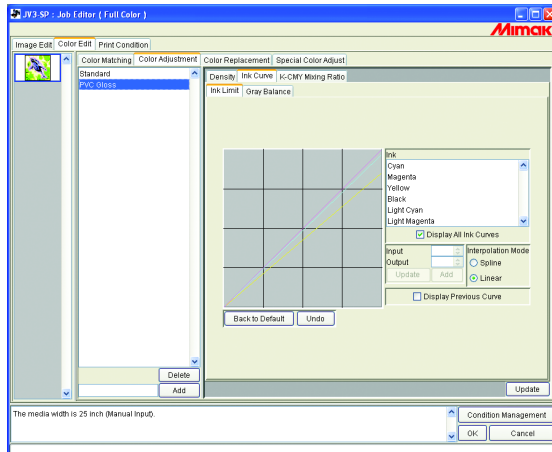 JV3-SP : Job Editor ( Full Color )
Mimaki
Image Edit Color Edit Print Condition
Color Matching Color Adjustment Color Replacement Special Color Adjust
Standard
PVC Gloss
Density Ink Curve K-CMY Mixing Ratio
Ink Limit Gray Balance
Ink
Cyan
Magenta
Yellow
Black
Light Cyan
Light Magenta
Display All Ink Curves
Input
Output
Update Add
Interpolation Mode
Spline
Linear
Display Previous Curve
Back to Default Undo
Delete
Add
Update
The media width is 25 inch (Manual Input).
Condition Management
OK Cancel